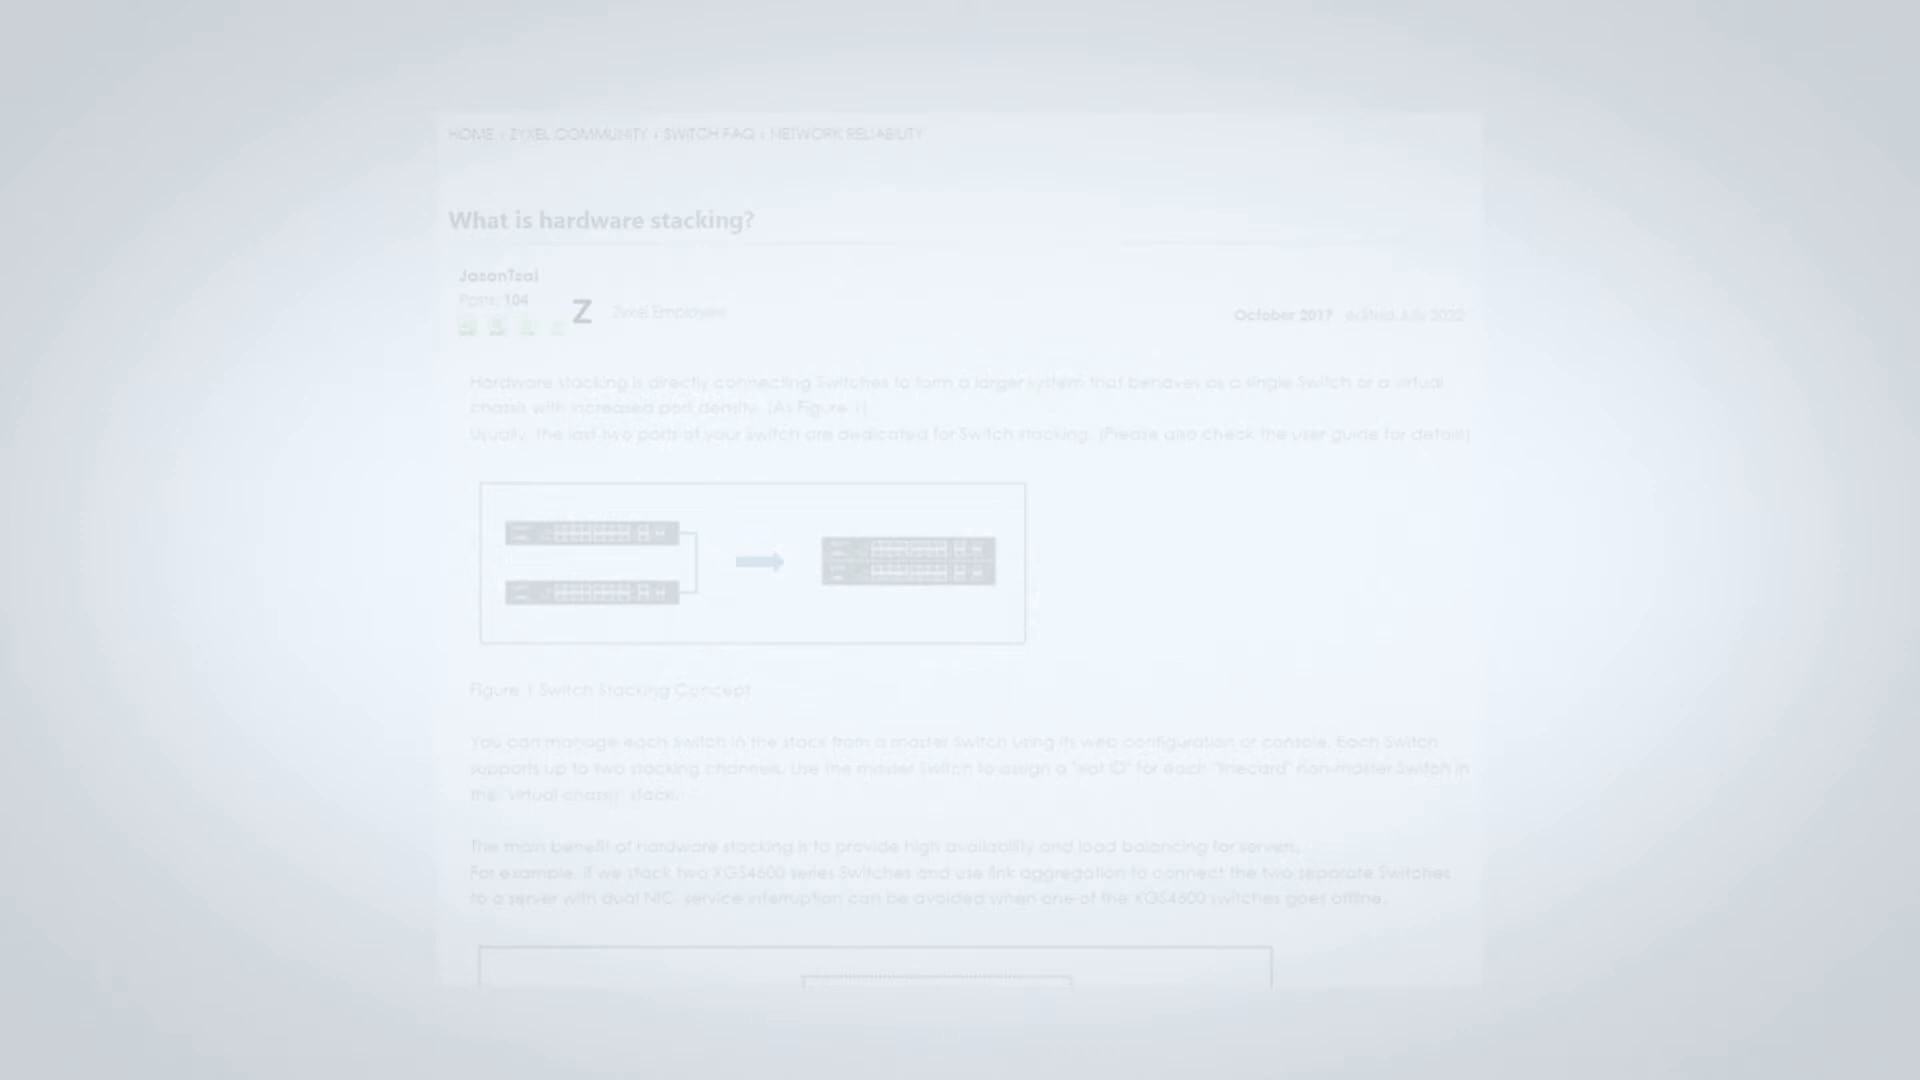 HOME › ZYXEL COMMUNITY › SWITCH FAQ › NETWORK RELIABILITY
What is hardware stacking?
JasonTsai
Posts: 104
Z Zyxel Employee
October 2017 edited July 2022
Hardware stacking is directly connecting Switches to form a larger system that behaves as a single Switch or a virtual
chassis with increased port density. (As Figure 1)
Usually, the last two ports of your Switch are dedicated for Switch stacking. (Please also check the user guide for details)
Figure 1 Switch Stacking Concept
You can manage each Switch in the stack from a master Switch using its web configuration or console. Each Switch
supports up to two stacking channels. Use the master Switch to assign a "slot ID" for each "linecard" non-master Switch in
the "virtual chassis" stack.
The main benefit of hardware stacking is to provide high availability and load balancing for servers.
For example, if we stack two XGS4600 series Switches and use link aggregation to connect the two separate Switches
to a server with dual NIC, service interruption can be avoided when one of the XGS4600 switches goes offline.